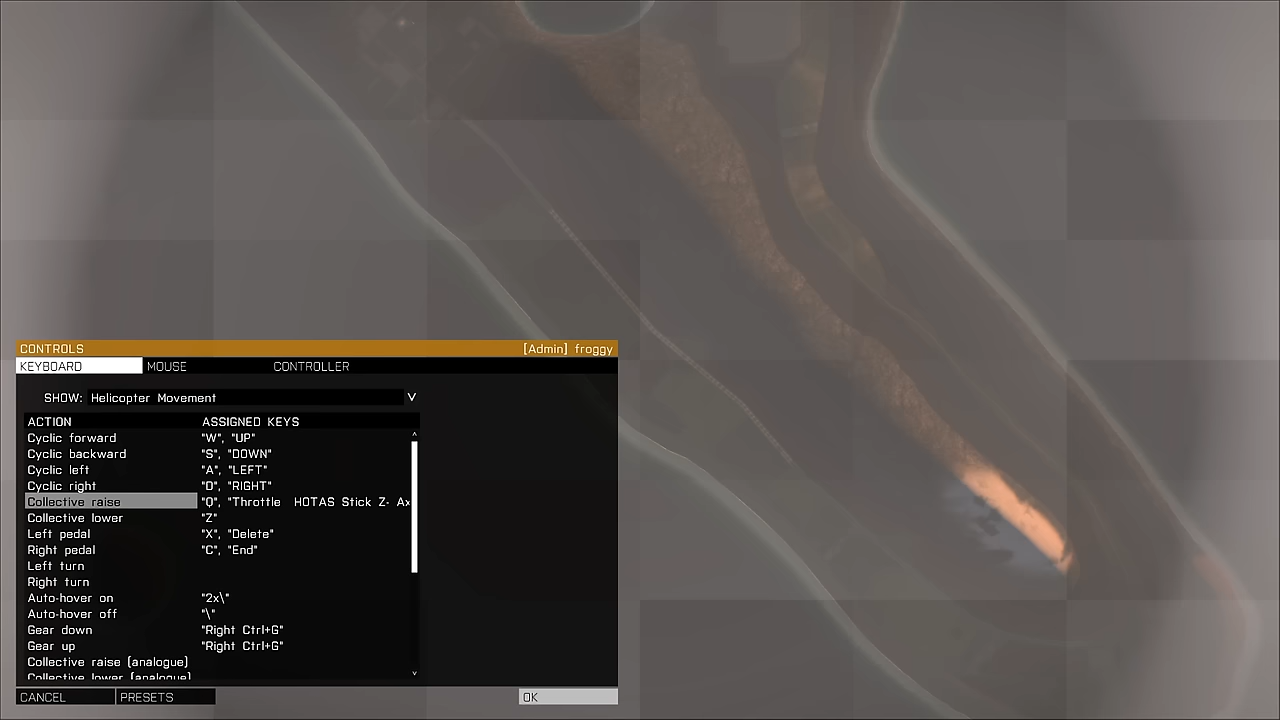 CONTROLS [Admin] froggy
KEYBOARD MOUSE CONTROLLER
SHOW: Helicopter Movement V
ACTION ASSIGNED KEYS
Cyclic forward "W", "UP"
Cyclic backward "S", "DOWN"
Cyclic left "A", "LEFT"
Cyclic right "D", "RIGHT"
Collective raise "Q", "Throttle HOTAS Stick Z- Ax
Collective lower "Z"
Left pedal "X", "Delete"
Right pedal "C", "End"
Left turn
Right turn
Auto-hover on "2x\"
Auto-hover off "\"
Gear down "Right Ctrl+G"
Gear up "Right Ctrl+G"
Collective raise (analogue)
Collective lower (analogue)
CANCEL PRESETS OK